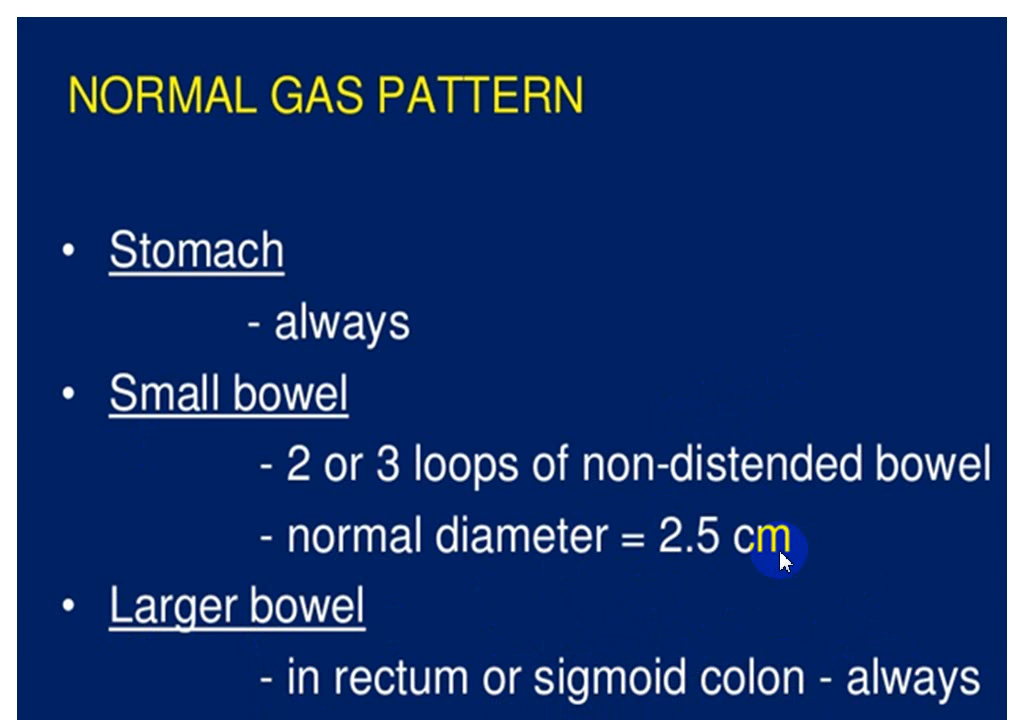 NORMAL GAS PATTERN
• Stomach
- always
• Small bowel
- 2 or 3 loops of non-distended bowel
- normal diameter = 2.5 cm
• Larger bowel
- in rectum or sigmoid colon - always